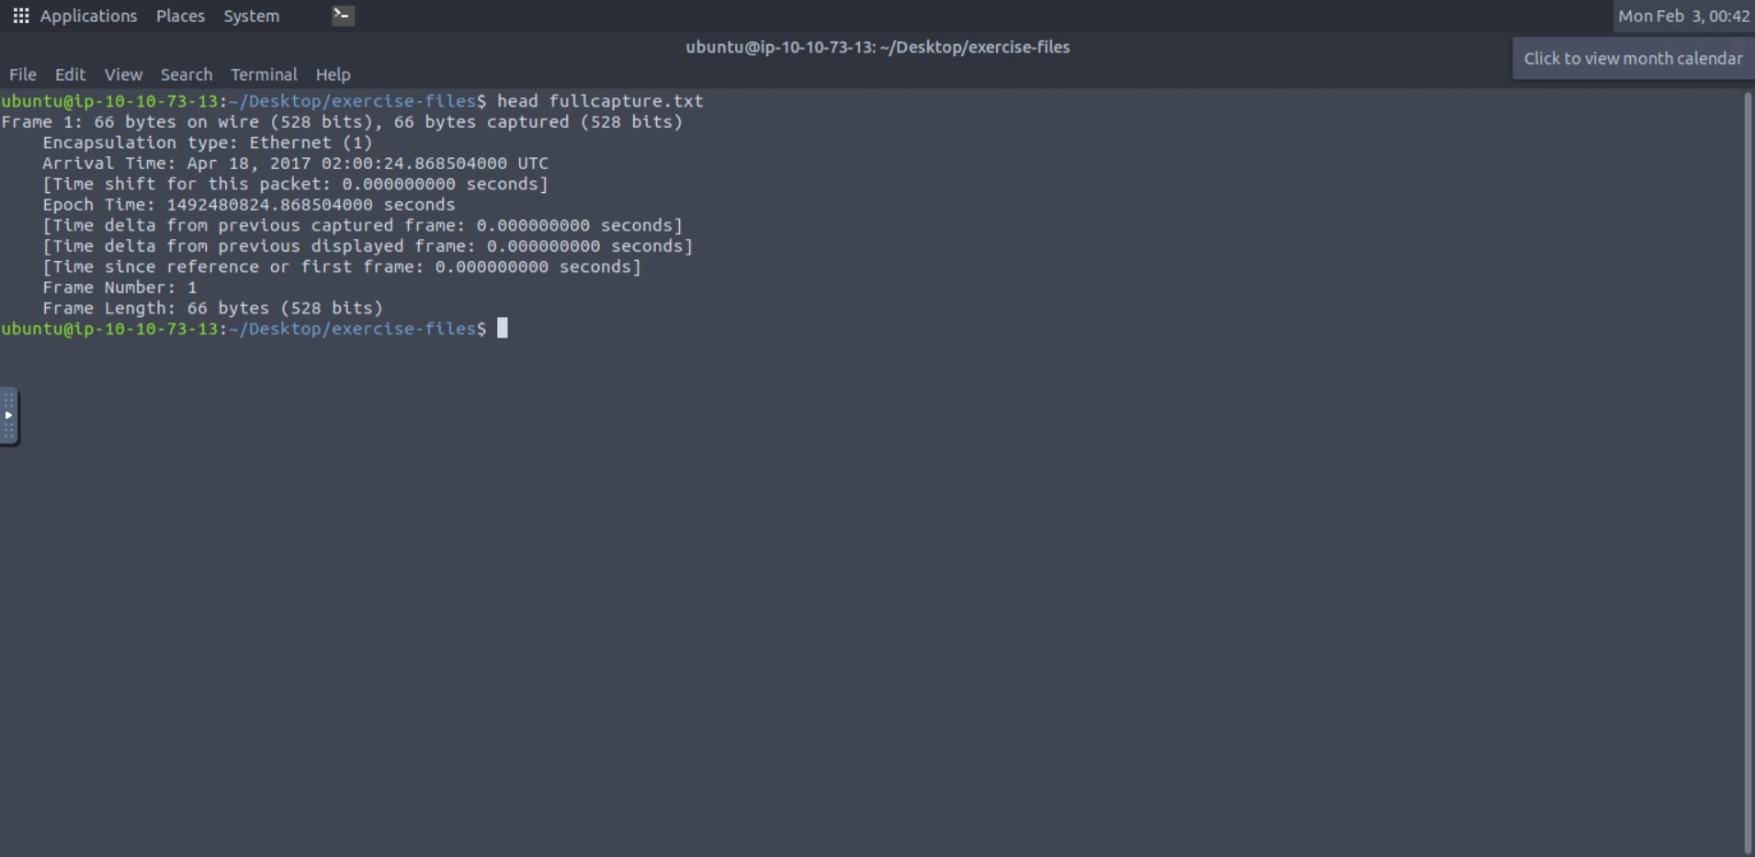 Applications Places System Mon Feb 3, 00:42
ubuntu@ip-10-10-73-13: ~/Desktop/exercise-files
Click to view month calendar
File Edit View Search Terminal Help
ubuntu@ip-10-10-73-13:~/Desktop/exercise-files$ head fullcapture.txt
Frame 1: 66 bytes on wire (528 bits), 66 bytes captured (528 bits)
    Encapsulation type: Ethernet (1)
    Arrival Time: Apr 18, 2017 02:00:24.868504000 UTC
    [Time shift for this packet: 0.000000000 seconds]
    Epoch Time: 1492480824.868504000 seconds
    [Time delta from previous captured frame: 0.000000000 seconds]
    [Time delta from previous displayed frame: 0.000000000 seconds]
    [Time since reference or first frame: 0.000000000 seconds]
    Frame Number: 1
    Frame Length: 66 bytes (528 bits)
ubuntu@ip-10-10-73-13:~/Desktop/exercise-files$